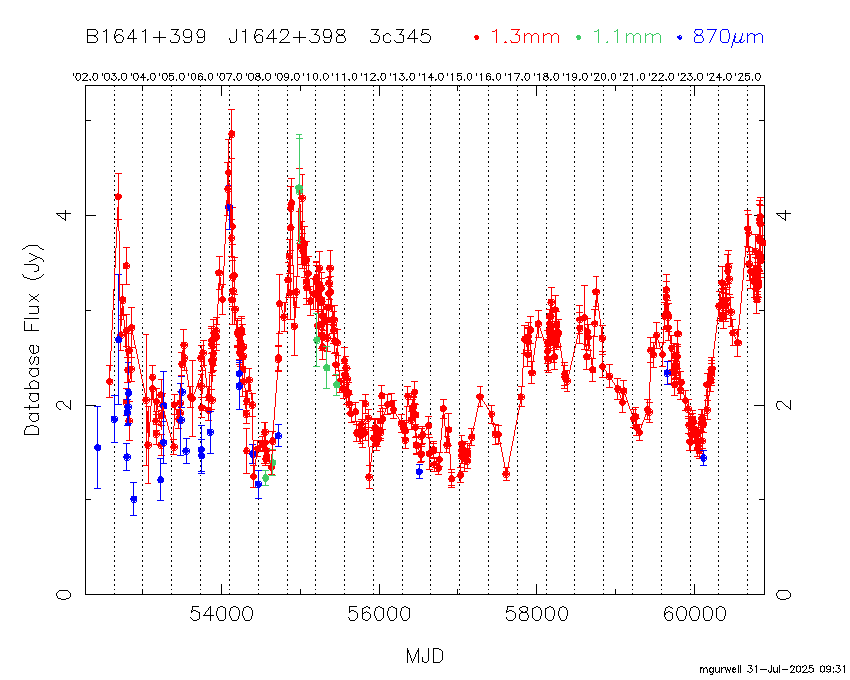 B1641+399 J1642+398 3c345 1.3mm 1.1mm 870μm
'02.0 '03.0 '04.0 '05.0 '06.0 '07.0 '08.0 '09.0 '10.0 '11.0 '12.0 '13.0 '14.0 '15.0 '16.0 '17.0 '18.0 '19.0 '20.0 '21.0 '22.0 '23.0 '24.0 '25.0
4 4
Database Flux (Jy)
2 2
0 0
54000 56000 58000 60000
MJD
mgurwell 31-Jul-2025 09:31